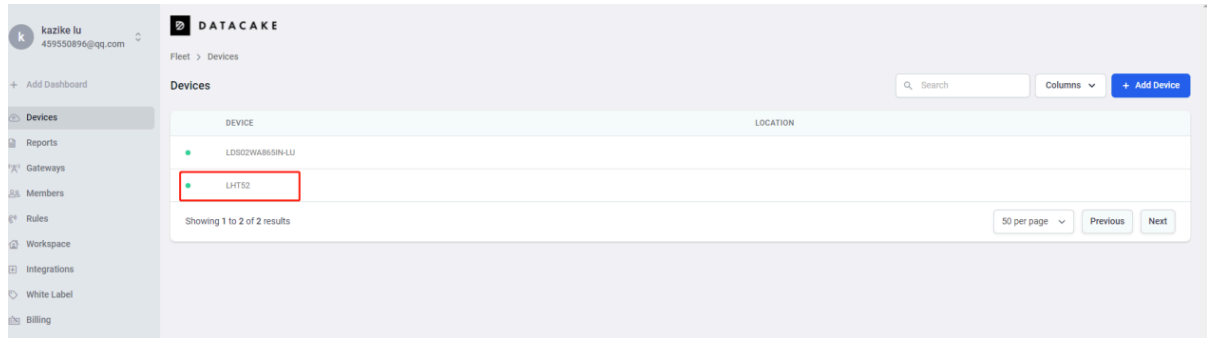 k
kazike lu
459550896@qq.com
DATACAKE
Fleet > Devices
+ Add Dashboard
Devices
Search
Columns
+ Add Device
Devices
Reports
Gateways
Members
Rules
Workspace
Integrations
White Label
Billing
DEVICE LOCATION
LDS02WA865IN-LU
LHT52
Showing 1 to 2 of 2 results
50 per page
Previous
Next